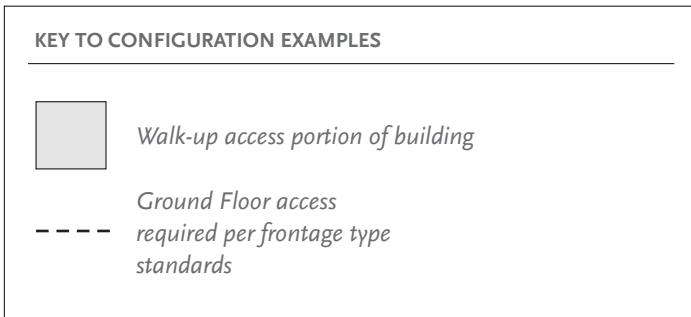 KEY TO CONFIGURATION EXAMPLES
Walk-up access portion of building
Ground Floor access
required per frontage type
standards